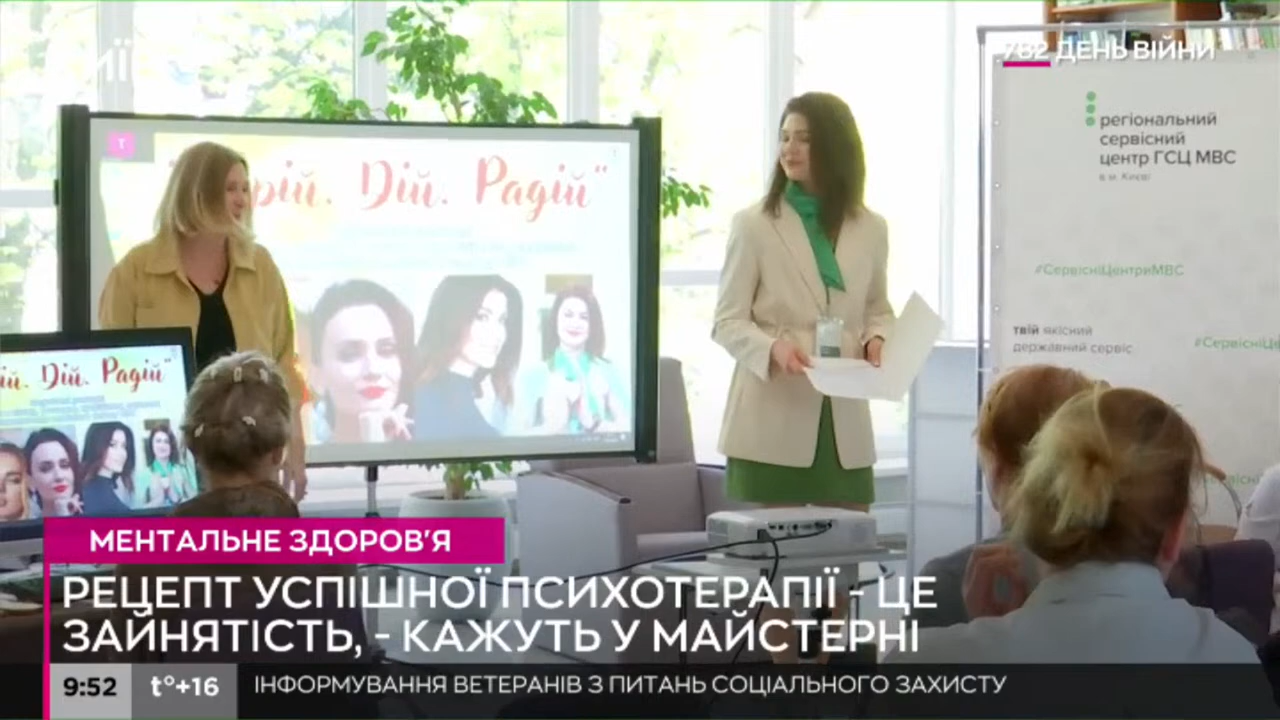 782 ДЕНЬ ВІЙНИ
регіональний
сервісний
центр ГСЦ МВС
в м. Києві
Дій. Радій"
#СервісніЦентриМВС
твій якісний
державний сервіс
Дій. Радій"
МЕНТАЛЬНЕ ЗДОРОВ'Я
РЕЦЕПТ УСПІШНОЇ ПСИХОТЕРАПІЇ - ЦЕ
ЗАЙНЯТІСТЬ, - КАЖУТЬ У МАЙСТЕРНІ
9:52 t°+16 ІНФОРМУВАННЯ ВЕТЕРАНІВ З ПИТАНЬ СОЦІАЛЬНОГО ЗАХИСТУ